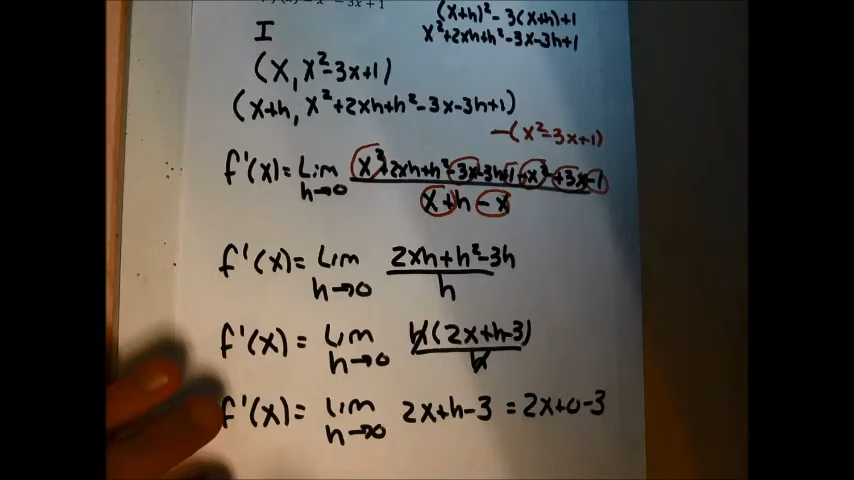 (x+h)² - 3(x+h)+1
x²+2xh+h²-3x-3h+1
I
(x, x²-3x+1)
(x+h, x²+2xh+h²-3x-3h+1)
-(x²-3x+1)
f'(x)= Lim h→0 x²+2xh+h²-3x-3h+1-x²+3x-1 / x+h-x
f'(x)= Lim h→0 2xh+h²-3h / h
f'(x)= Lim h→0 h(2x+h-3) / h
f'(x)= Lim h→0 2x+h-3 = 2x+0-3